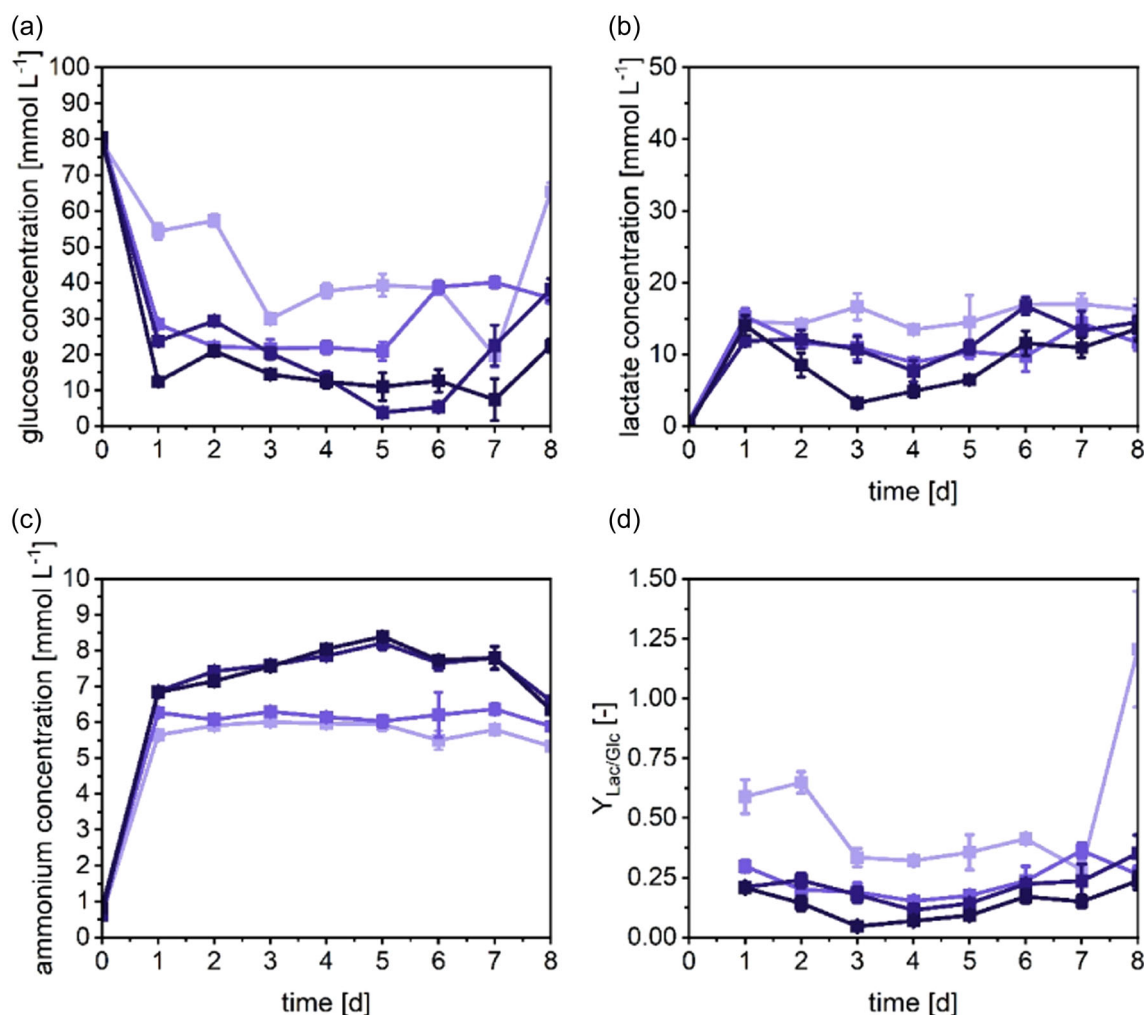 (a)
glucose concentration [mmol L⁻¹]
100
90
80
70
60
50
40
30
20
10
0
0 1 2 3 4 5 6 7 8
(b)
lactate concentration [mmol L⁻¹]
50
40
30
20
10
0
0 1 2 3 4 5 6 7 8
time [d]
(c)
ammonium concentration [mmol L⁻¹]
10
9
8
7
6
5
4
3
2
1
0
0 1 2 3 4 5 6 7 8
time [d]
(d)
Y_Lac/Glc [-]
1.50
1.25
1.00
0.75
0.50
0.25
0.00
0 1 2 3 4 5 6 7 8
time [d]